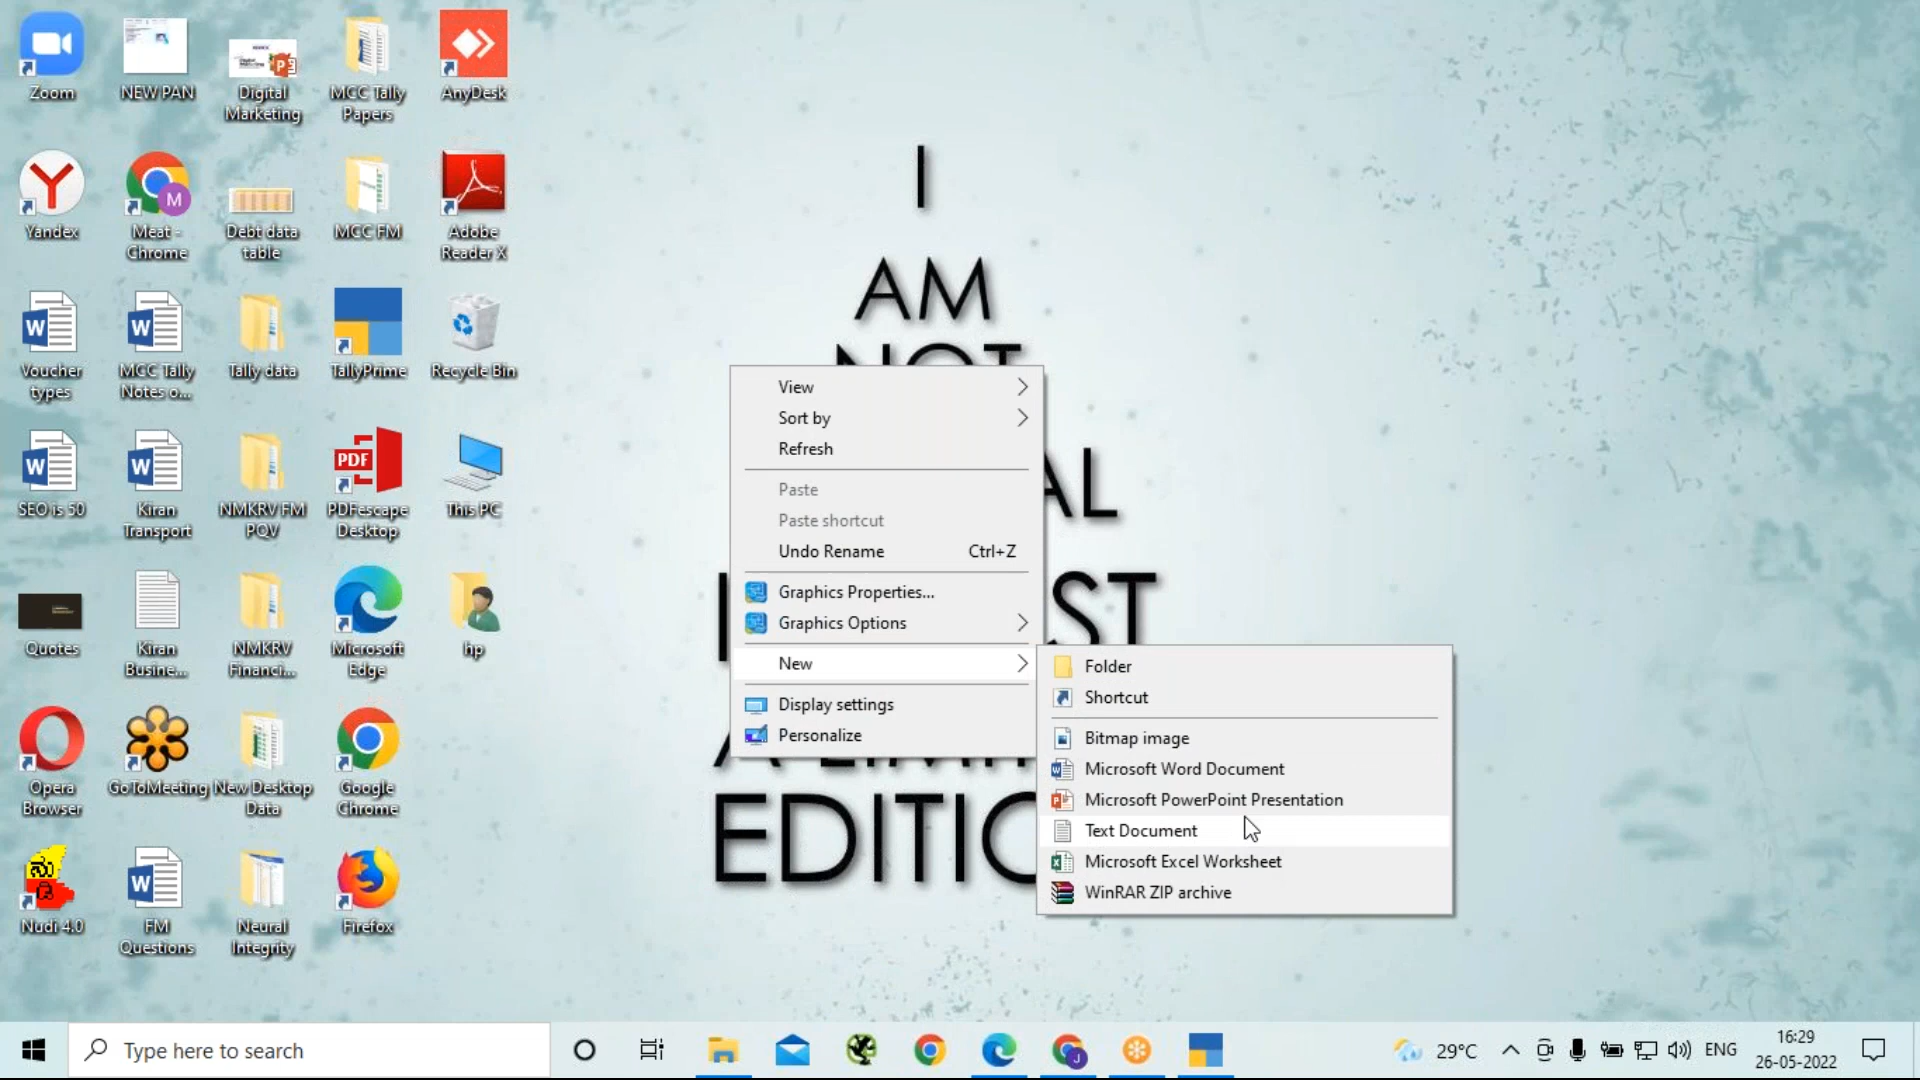 Zoom
NEW PAN
Digital
Marketing
MCC Tally
Papers
AnyDesk
Yandex
M
Meat -
Chrome
Debt data
table
MCC FM
Adobe
Reader X
Voucher
types
MCC Tally
Notes o...
Tally data
TallyPrime
Recycle Bin
SEO is 50
Kiran
Transport
NMKRV FM
PQV
PDF
PDFescape
Desktop
This PC
Quotes
Kiran
Busine...
NMKRV
Financi...
Microsoft
Edge
hp
Opera
Browser
GoToMeeting
New Desktop
Data
Google
Chrome
Nudi 4.0
FM
Questions
Neural
Integrity
Firefox
I
AM
NOT
View
Sort by
Refresh
Paste
Paste shortcut
Undo Rename Ctrl+Z
Graphics Properties...
Graphics Options
New
Display settings
Personalize
Folder
Shortcut
Bitmap image
Microsoft Word Document
Microsoft PowerPoint Presentation
Text Document
Microsoft Excel Worksheet
WinRAR ZIP archive
Type here to search
29°C
ENG
16:29
26-05-2022